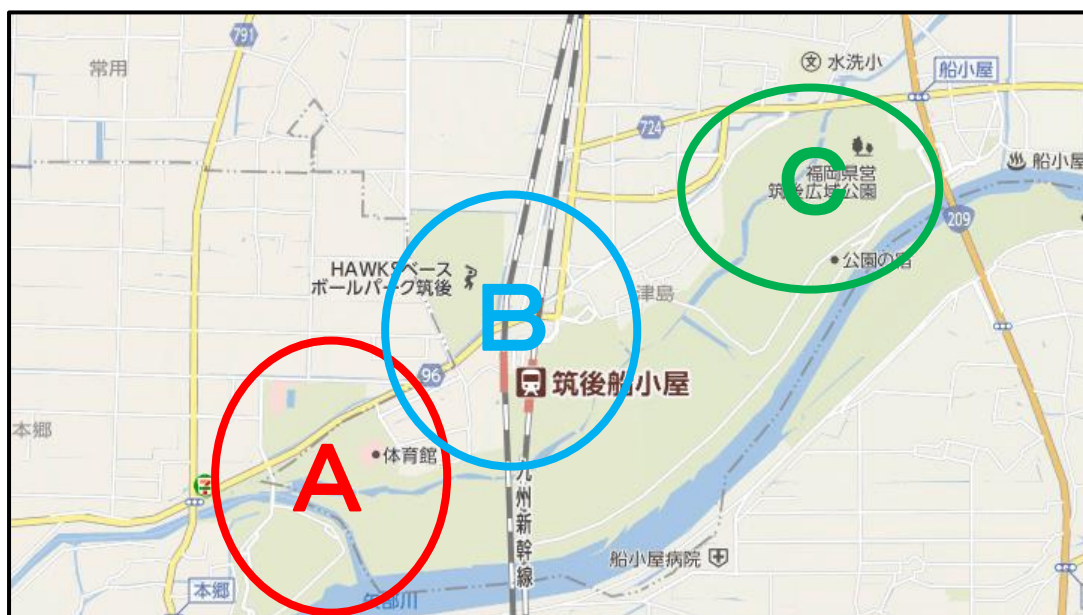 791
常用
水洗小
船小屋
724
福岡県営
筑後広域公園
C
船小屋
209
HAWKSベース
ボールパーク筑後
公園の宿
津島
B
96
筑後船小屋
本郷
体育館
A
九州新幹線
船小屋病院
本郷
矢部川